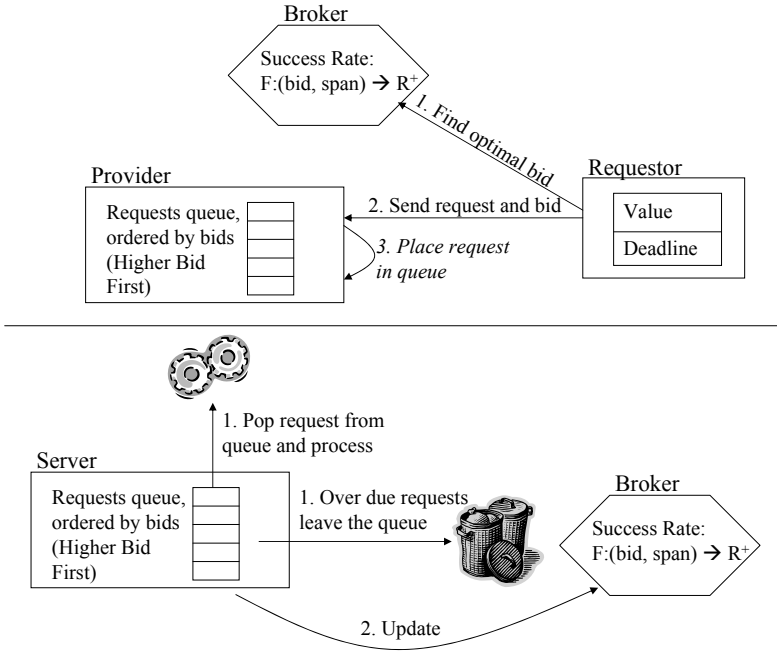 Broker
Success Rate:
F:(bid, span) → R⁺
1. Find optimal bid
Requestor
Value
Deadline
Provider
Requests queue,
ordered by bids
(Higher Bid
First)
2. Send request and bid
3. Place request
in queue
1. Pop request from
queue and process
Server
Requests queue,
ordered by bids
(Higher Bid
First)
1. Over due requests
leave the queue
Broker
Success Rate:
F:(bid, span) → R⁺
2. Update